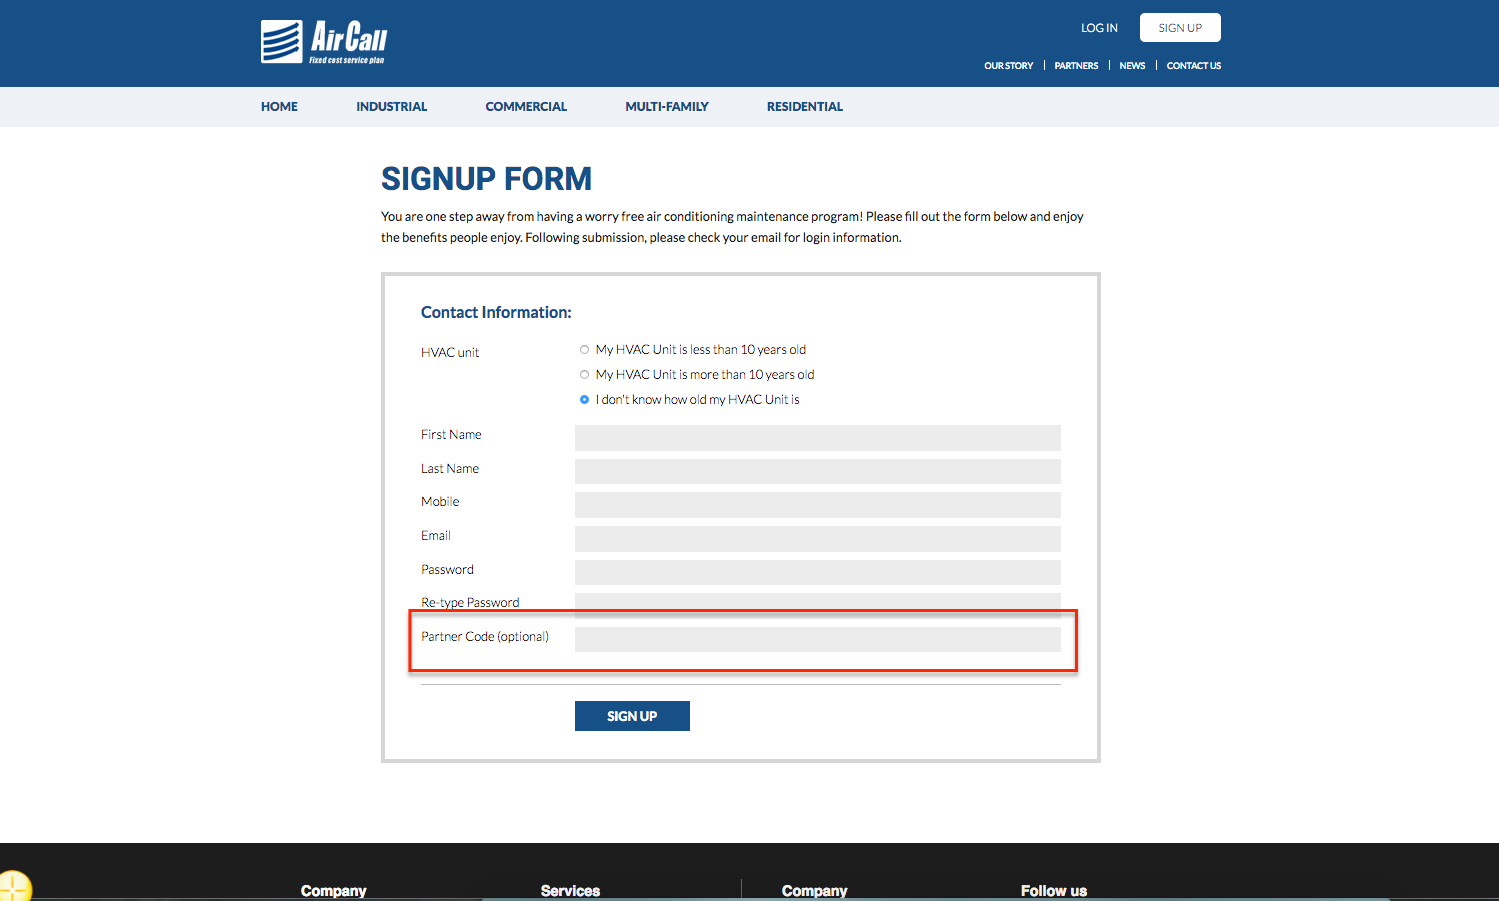 AirCall
Fixed cost service plan
LOG IN
SIGN UP
OUR STORY
PARTNERS
NEWS
CONTACT US
HOME
INDUSTRIAL
COMMERCIAL
MULTI-FAMILY
RESIDENTIAL
SIGNUP FORM
You are one step away from having a worry free air conditioning maintenance program! Please fill out the form below and enjoy
the benefits people enjoy. Following submission, please check your email for login information.
Contact Information:
HVAC unit
My HVAC Unit is less than 10 years old
My HVAC Unit is more than 10 years old
I don't know how old my HVAC Unit is
First Name
Last Name
Mobile
Email
Password
Re-type Password
Partner Code (optional)
SIGN UP
Company
Services
Company
Follow us